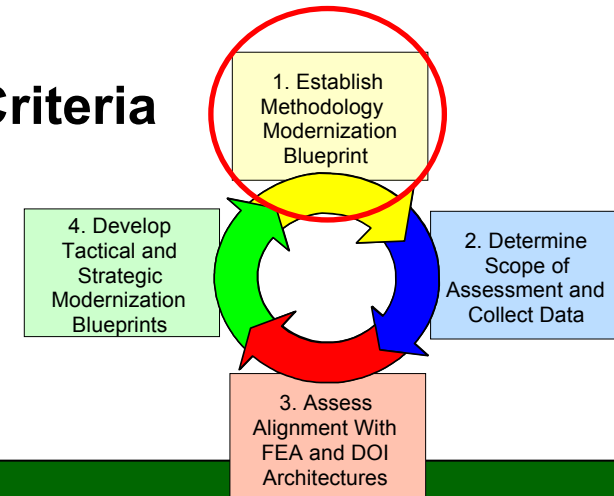 Criteria
1. Establish
Methodology
Modernization
Blueprint
2. Determine
Scope of
Assessment and
Collect Data
3. Assess
Alignment With
FEA and DOI
Architectures
4. Develop
Tactical and
Strategic
Modernization
Blueprints